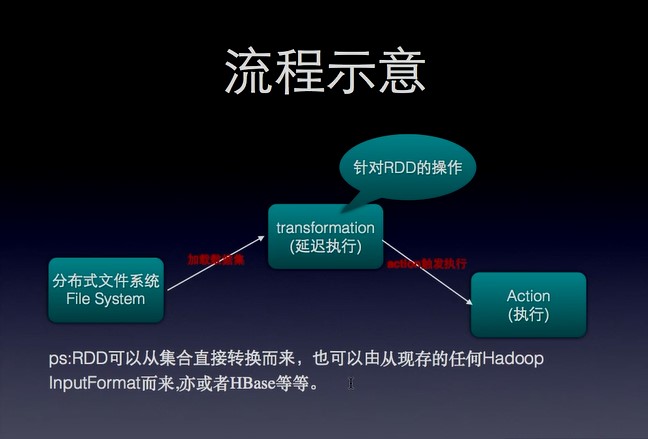 流程示意
针对RDD的操作
transformation
(延迟执行)
加载数据集
action触发执行
分布式文件系统
File System
Action
(执行)
ps:RDD可以从集合直接转换而来，也可以由从现存的任何Hadoop
InputFormat而来,亦或者HBase等等。